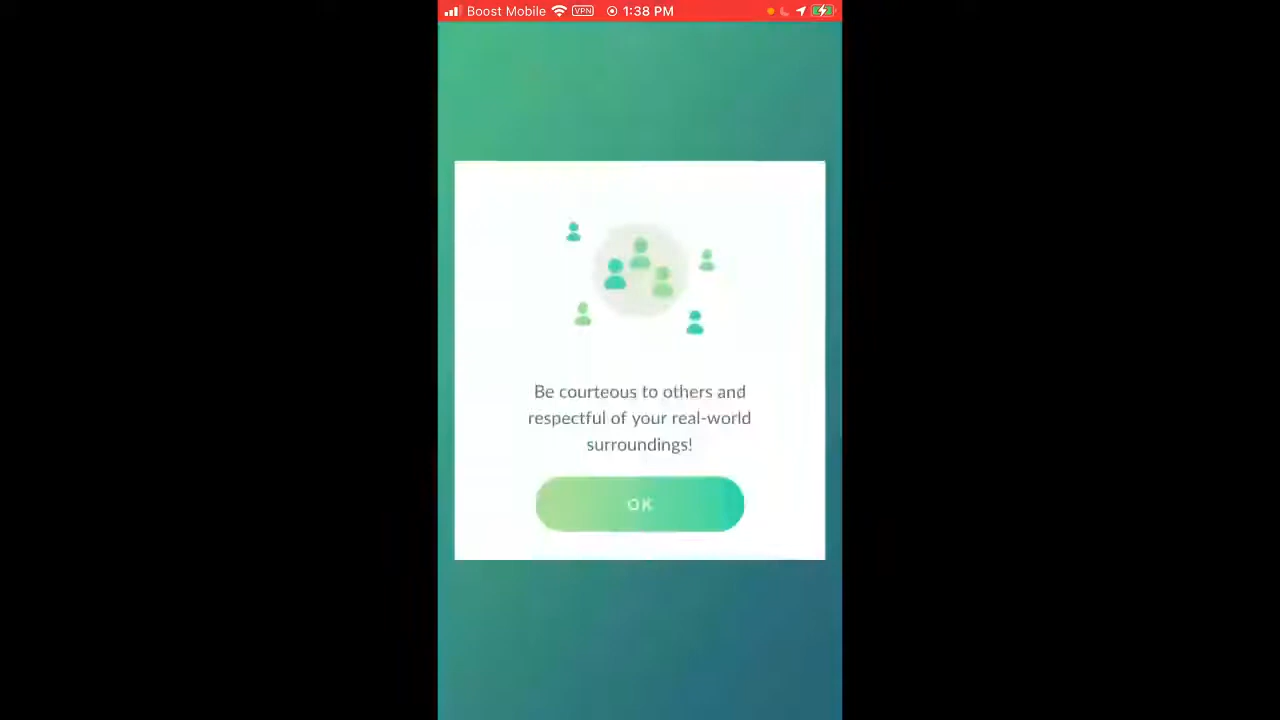 Boost Mobile VPN 1:38 PM
Be courteous to others and
respectful of your real-world
surroundings!
OK